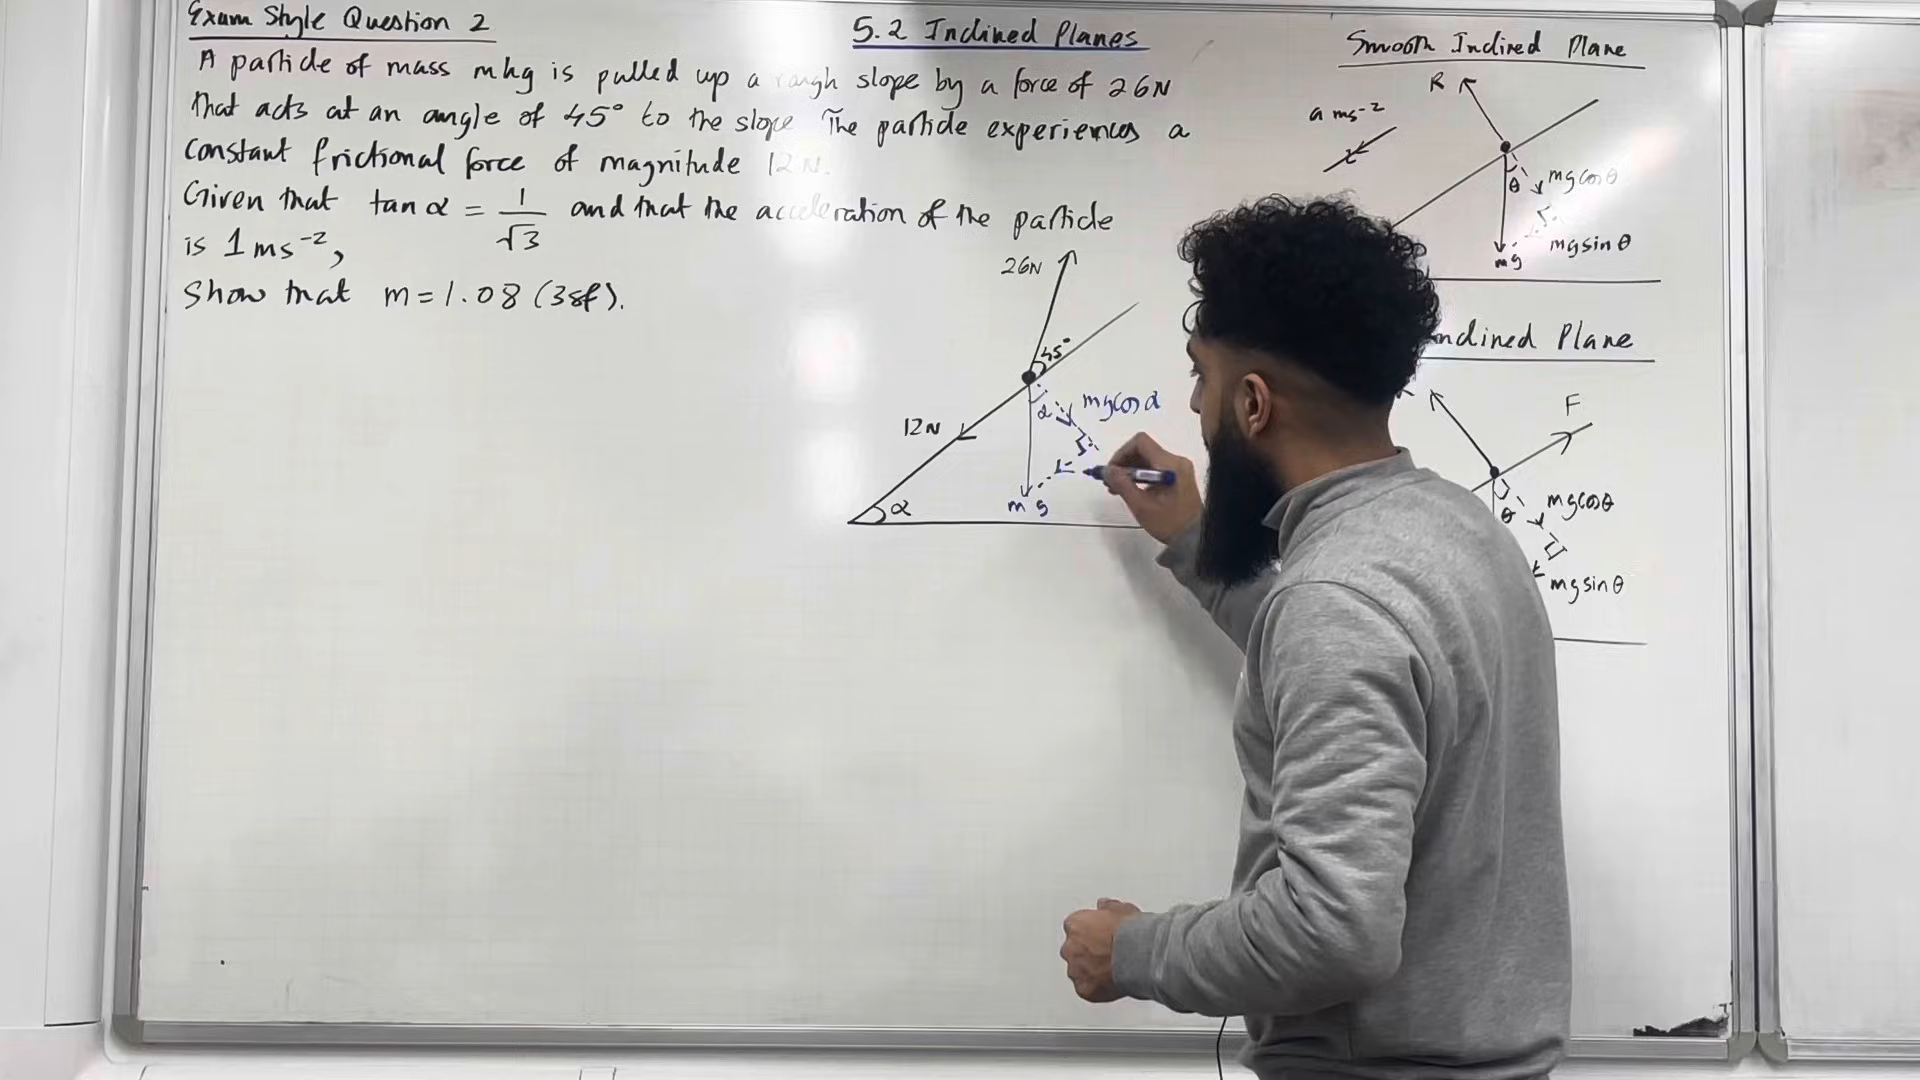 Exam Style Question 2
A particle of mass m kg is pulled up a rough slope by a force of 26N
that acts at an angle of 45° to the slope. The particle experiences a
constant frictional force of magnitude 12N.
Given that tan α = 1/√3 and that the acceleration of the particle
is 1 ms⁻²,
Show that m = 1.08 (3sf).
5.2 Inclined Planes
26N
45°
12N
α
mg cos α
mg
α
Smooth Inclined Plane
R
a ms⁻²
θ
mg cos θ
mg sin θ
mg
Inclined Plane
F
mg cos θ
θ
mg sin θ